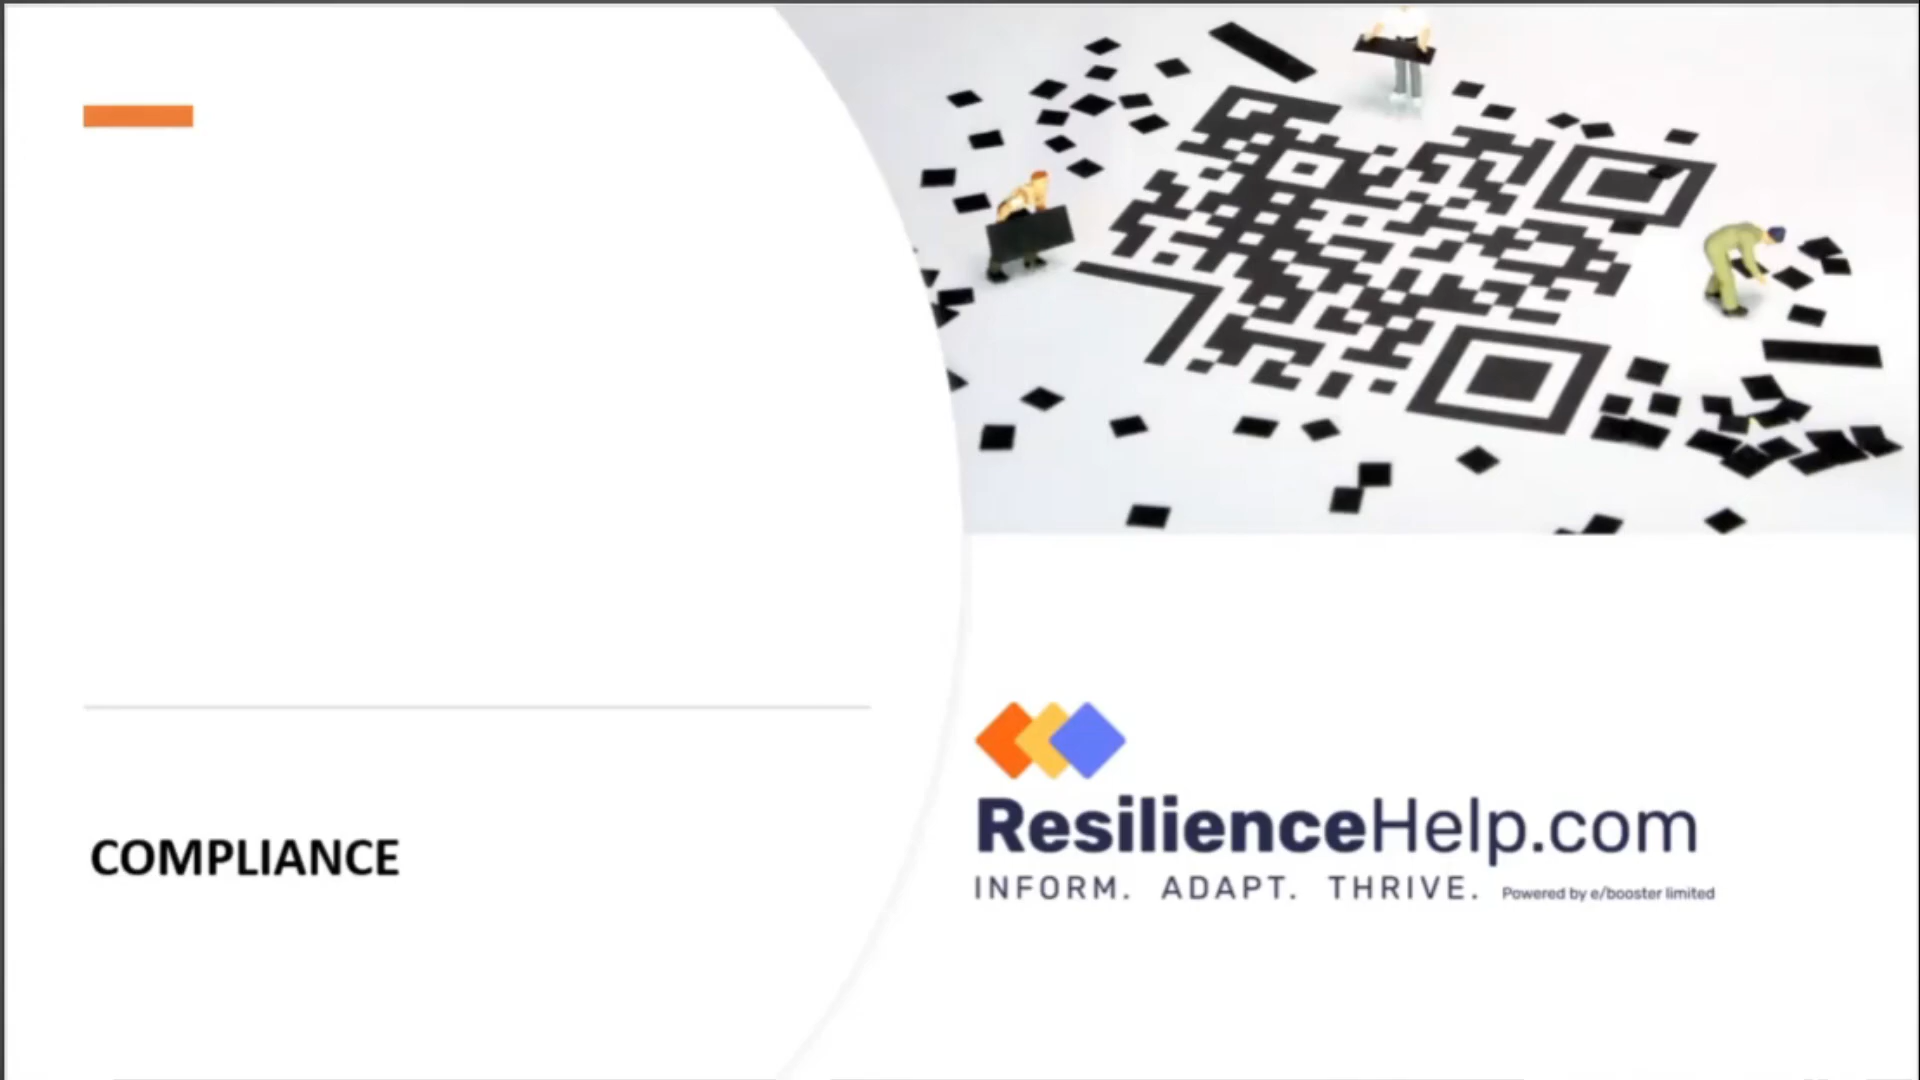 COMPLIANCE
ResilienceHelp.com
INFORM. ADAPT. THRIVE. Powered by e/booster limited